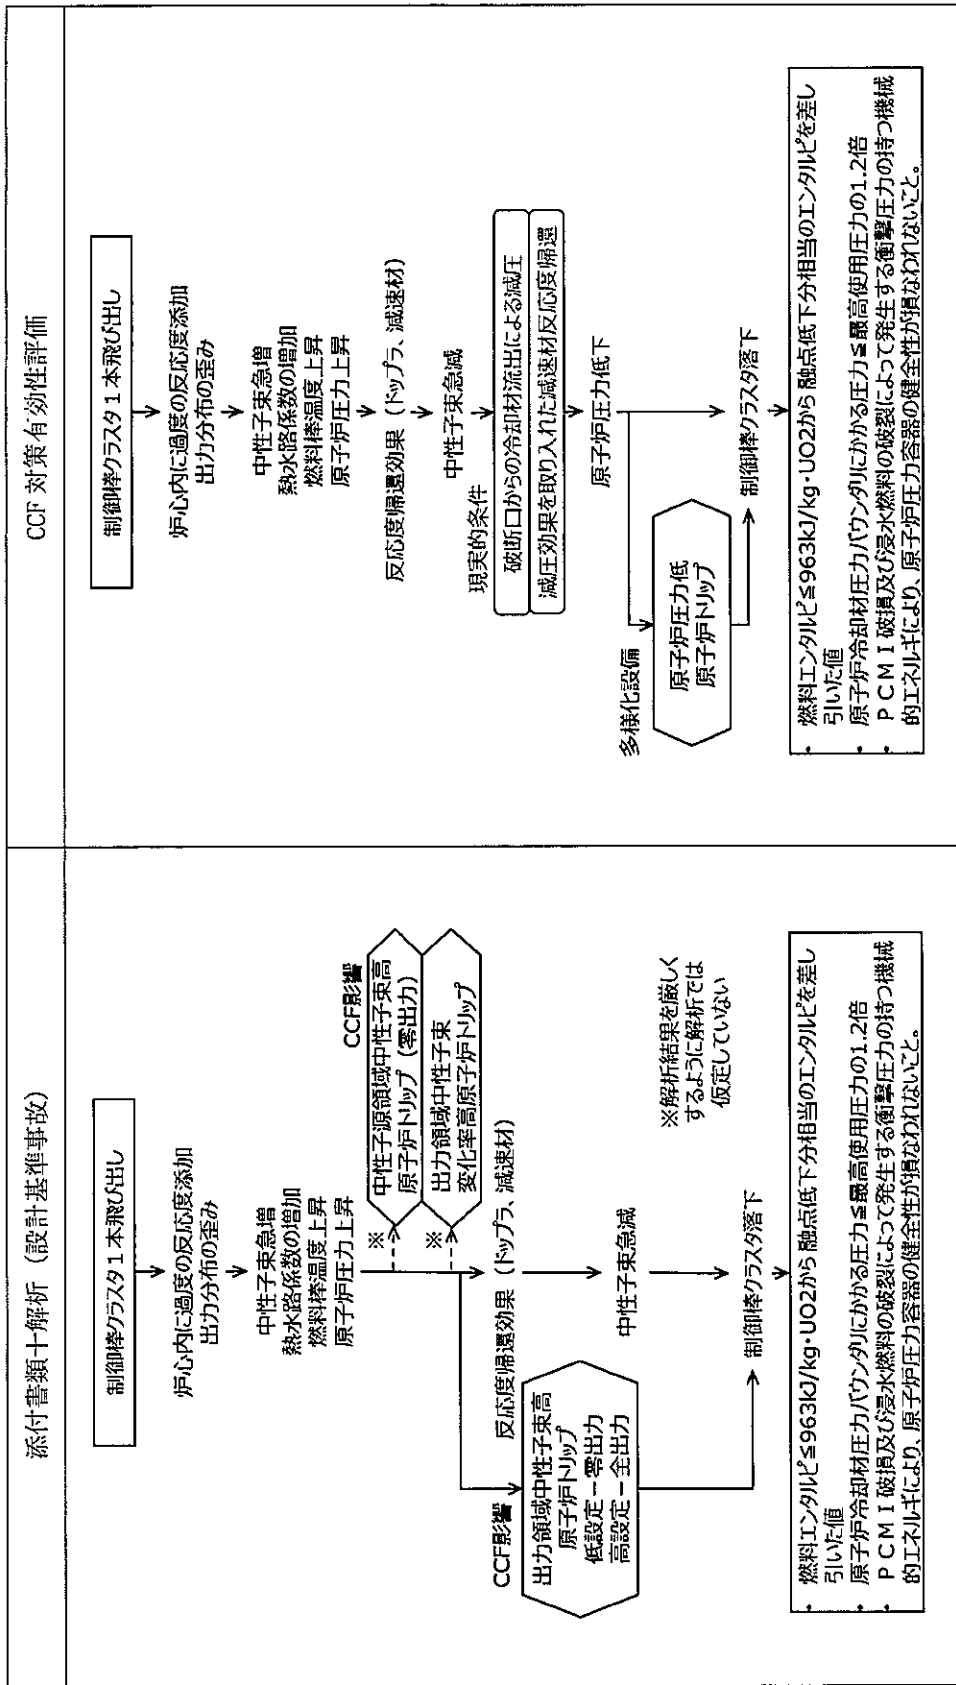 添付書類十解析（設計基準事故）
制御棒クラスタ1本飛び出し
炉心内に過度の反応度添加
出力分布の歪み
中性子束急増
熱水路係数の増加
燃料棒温度上昇
原子炉圧力上昇
※
※
CCF影響
中性子源領域中性子束高
原子炉トリップ（零出力）
出力領域中性子束
変化率高原子炉トリップ
CCF影響
出力領域中性子束高
原子炉トリップ
低設定－零出力
高設定－全出力
反応度帰還効果（ドップラ、減速材）
中性子束急減
※解析結果を厳しく
するように解析では
仮定していない
制御棒クラスタ落下
・燃料エンタルピ≦963kJ/kg・UO2から融点低下分相当のエンタルピを差し
引いた値
・原子炉冷却材圧力バウンダリにかかる圧力≦最高使用圧力の1.2倍
・ＰＣＭＩ破損及び浸水燃料の破裂によって発生する衝撃圧力の持つ機械
的エネルギにより、原子炉圧力容器の健全性が損なわれないこと。
CCF対策有効性評価
制御棒クラスタ1本飛び出し
炉心内に過度の反応度添加
出力分布の歪み
中性子束急増
熱水路係数の増加
燃料棒温度上昇
原子炉圧力上昇
反応度帰還効果（ドップラ、減速材）
中性子束急減
現実的条件
破断口からの冷却材流出による減圧
減圧効果を取り入れた減速材反応度帰還
原子炉圧力低下
多様化設備
原子炉圧力低
原子炉トリップ
制御棒クラスタ落下
・燃料エンタルピ≦963kJ/kg・UO2から融点低下分相当のエンタルピを差し
引いた値
・原子炉冷却材圧力バウンダリにかかる圧力≦最高使用圧力の1.2倍
・ＰＣＭＩ破損及び浸水燃料の破裂によって発生する衝撃圧力の持つ機械
的エネルギにより、原子炉圧力容器の健全性が損なわれないこと。